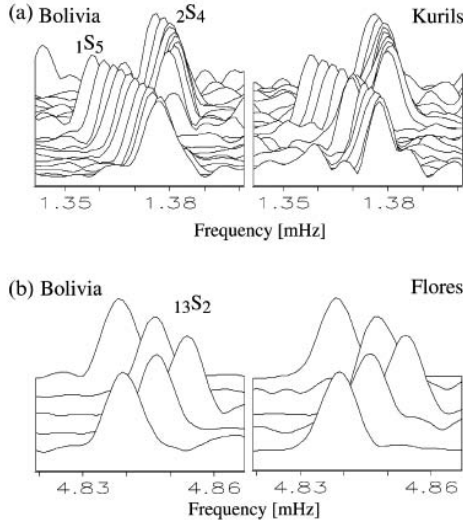 (a) Bolivia ₂S₄ Kurils
₁S₅
1.35 1.38 1.35 1.38
Frequency [mHz]
(b) Bolivia ₁₃S₂ Flores
4.83 4.86 4.83 4.86
Frequency [mHz]